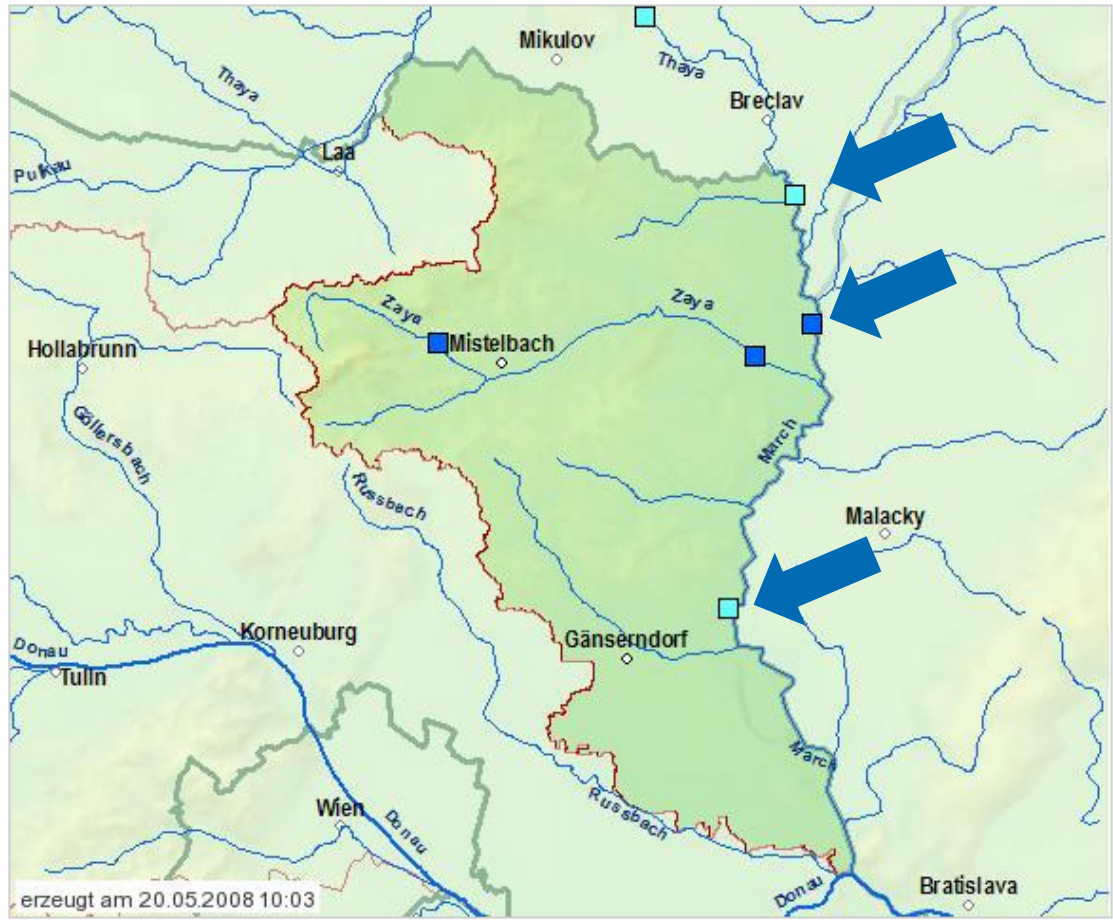 Mikulov
Thaya
Thaya
Breclav
Laa
Pulkau
Zaya
Zaya
Hollabrunn
Mistelbach
Göllersbach
March
Russbach
Malacky
Korneuburg
Gänserndorf
Donau
Tulln
March
Wien
Donau
Russbach
Donau
Bratislava
erzeugt am 20.05.2008 10:03